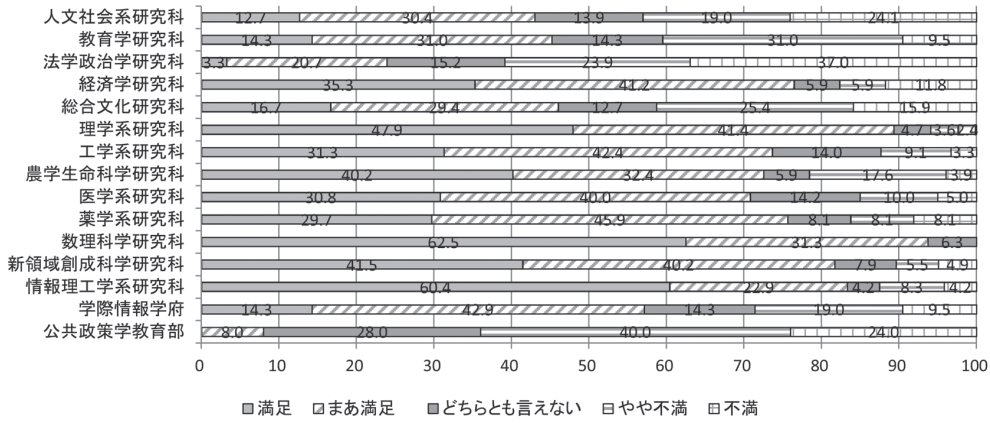 人文社会系研究科 12.7 30.4 13.9 19.0 24.1
教育学研究科 14.3 31.0 14.3 31.0 9.5
法学政治学研究科 3.3 20.7 15.2 23.9 37.0
経済学研究科 35.3 41.2 5.9 5.9 11.8
総合文化研究科 16.7 29.4 12.7 25.4 15.9
理学系研究科 47.9 41.4 4.7 3.6 2.4
工学系研究科 31.3 42.4 14.0 9.1 3.3
農学生命科学研究科 40.2 32.4 5.9 17.6 3.9
医学系研究科 30.8 40.0 14.2 10.0 5.0
薬学系研究科 29.7 45.9 8.1 8.1 8.1
数理科学研究科 62.5 31.3 6.3
新領域創成科学研究科 41.5 40.2 7.9 5.5 4.9
情報理工学系研究科 60.4 22.9 4.2 8.3 4.2
学際情報学府 14.3 42.9 14.3 19.0 9.5
公共政策学教育部 8.0 28.0 40.0 24.0
0 10 20 30 40 50 60 70 80 90 100
満足 まあ満足 どちらとも言えない やや不満 不満